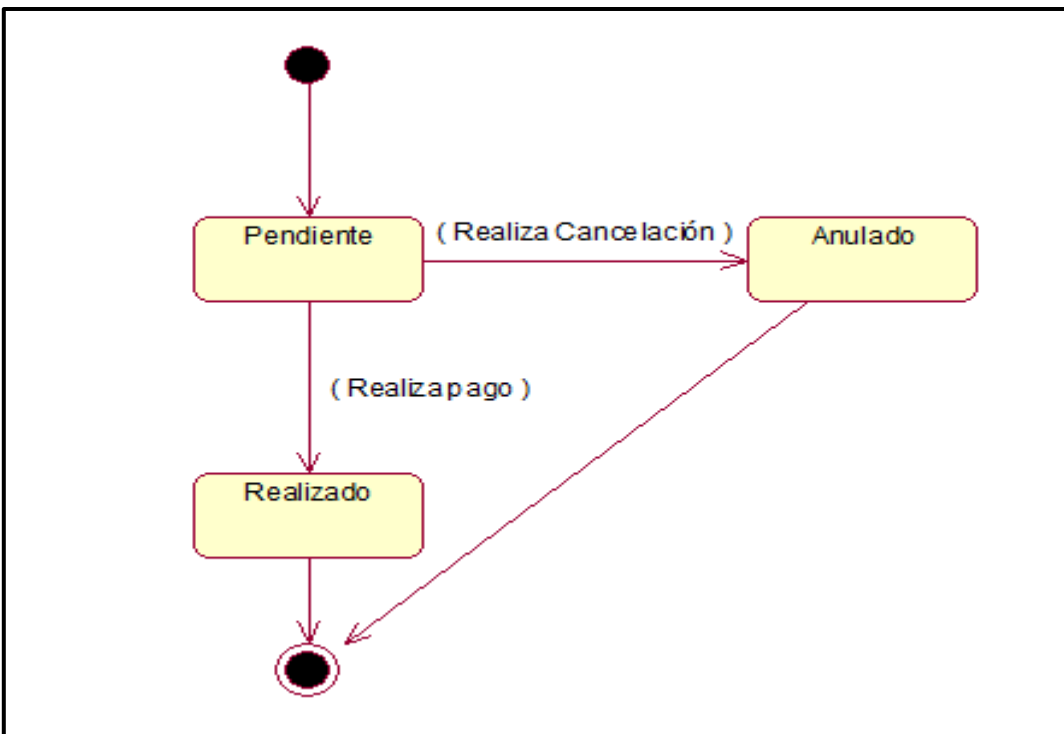 Pendiente
( Realiza Cancelación )
Anulado
( Realiza pago )
Realizado